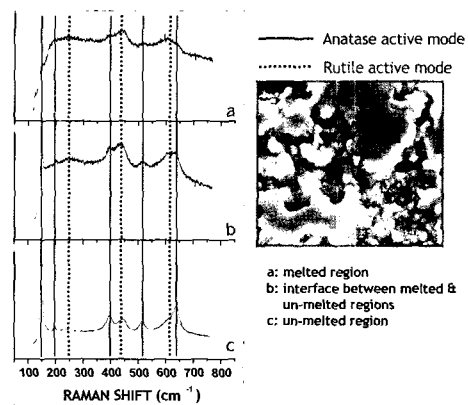 Anatase active mode
Rutile active mode
a
b
c
a: melted region
b: interface between melted &
un-melted regions
c: un-melted region
100 200 300 400 500 600 700 800
RAMAN SHIFT (cm -1)